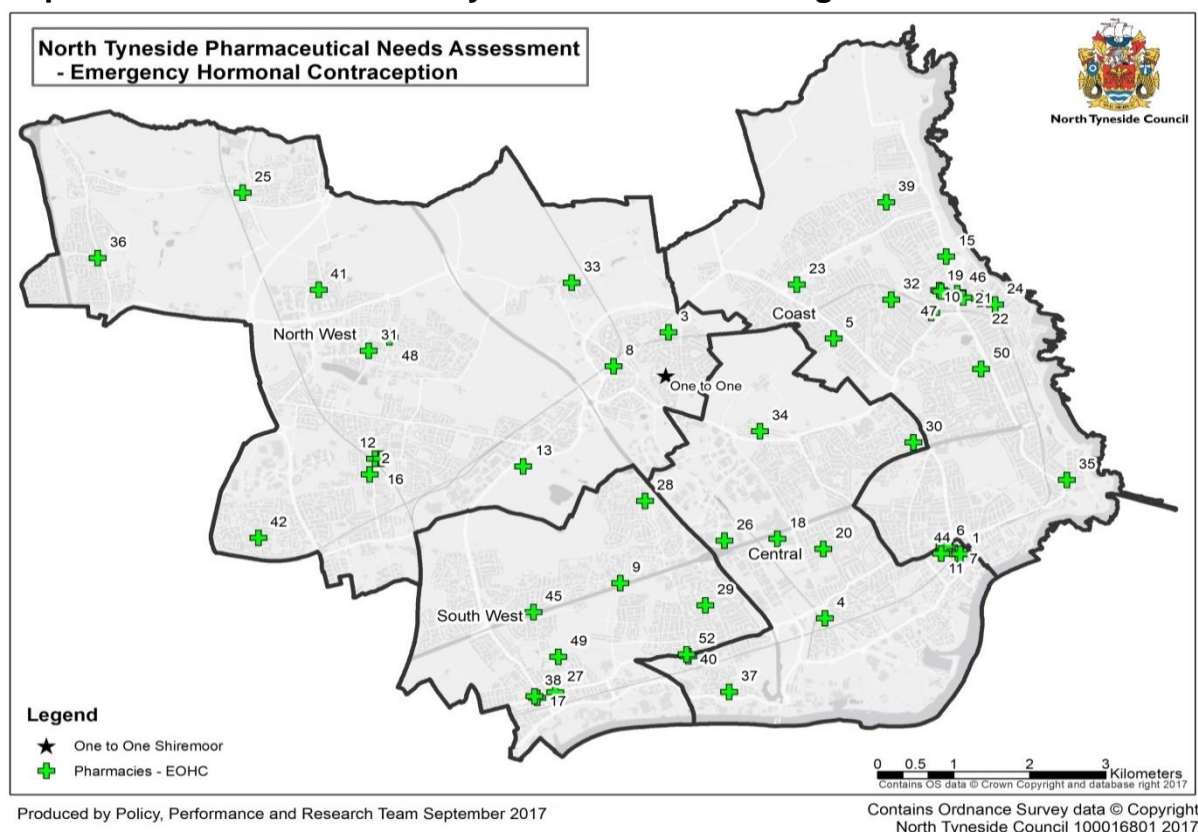 North Tyneside Pharmaceutical Needs Assessment
- Emergency Hormonal Contraception
North Tyneside Council
25
39
36
15
33
23
41
19
46
32
24
10
21
22
47
Coast
3
5
North West
31
48
8
50
One to One
34
30
12
2
13
16
35
28
42
26
18
20
6
44
1
Central
7
11
9
29
45
4
South West
52
49
40
27
38
37
17
Legend
One to One Shiremoor
Pharmacies - EOHC
0 0.5 1 2 3
Kilometers
Contains OS data © Crown Copyright and database right 2017
Produced by Policy, Performance and Research Team September 2017
Contains Ordnance Survey data © Copyright
North Tyneside Council 100016801 2017